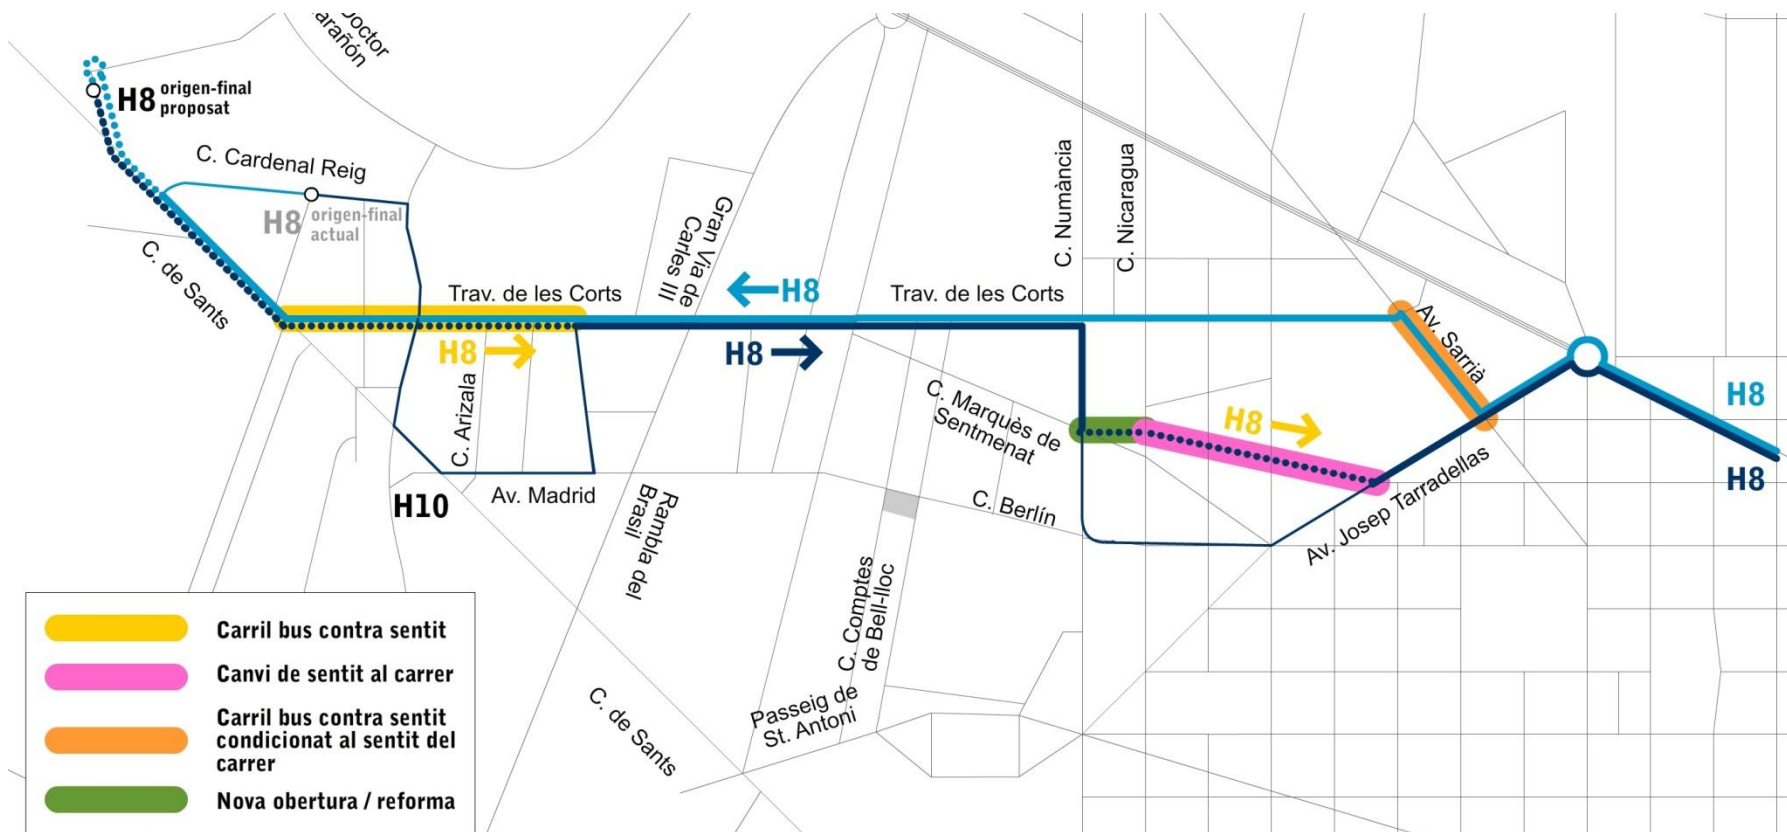 Doctor
arañón
H8 origen-final
proposat
C. Cardenal Reig
H8 origen-final
actual
C. de Sants
Trav. de les Corts
H8
C. Arizala
Av. Madrid
H10
Gran Via de
Carles III
H8
H8
Trav. de les Corts
C. Numància
C. Nicaragua
C. Marquès de
Sentmenat
C. Berlín
H8
Av. Sarrià
Av. Josep Tarradellas
H8
H8
Rambla del
Brasil
C. Comptes
de Bell-lloc
Passeig de
St. Antoni
C. de Sants
Carril bus contra sentit
Canvi de sentit al carrer
Carril bus contra sentit
condicionat al sentit del
carrer
Nova obertura / reforma